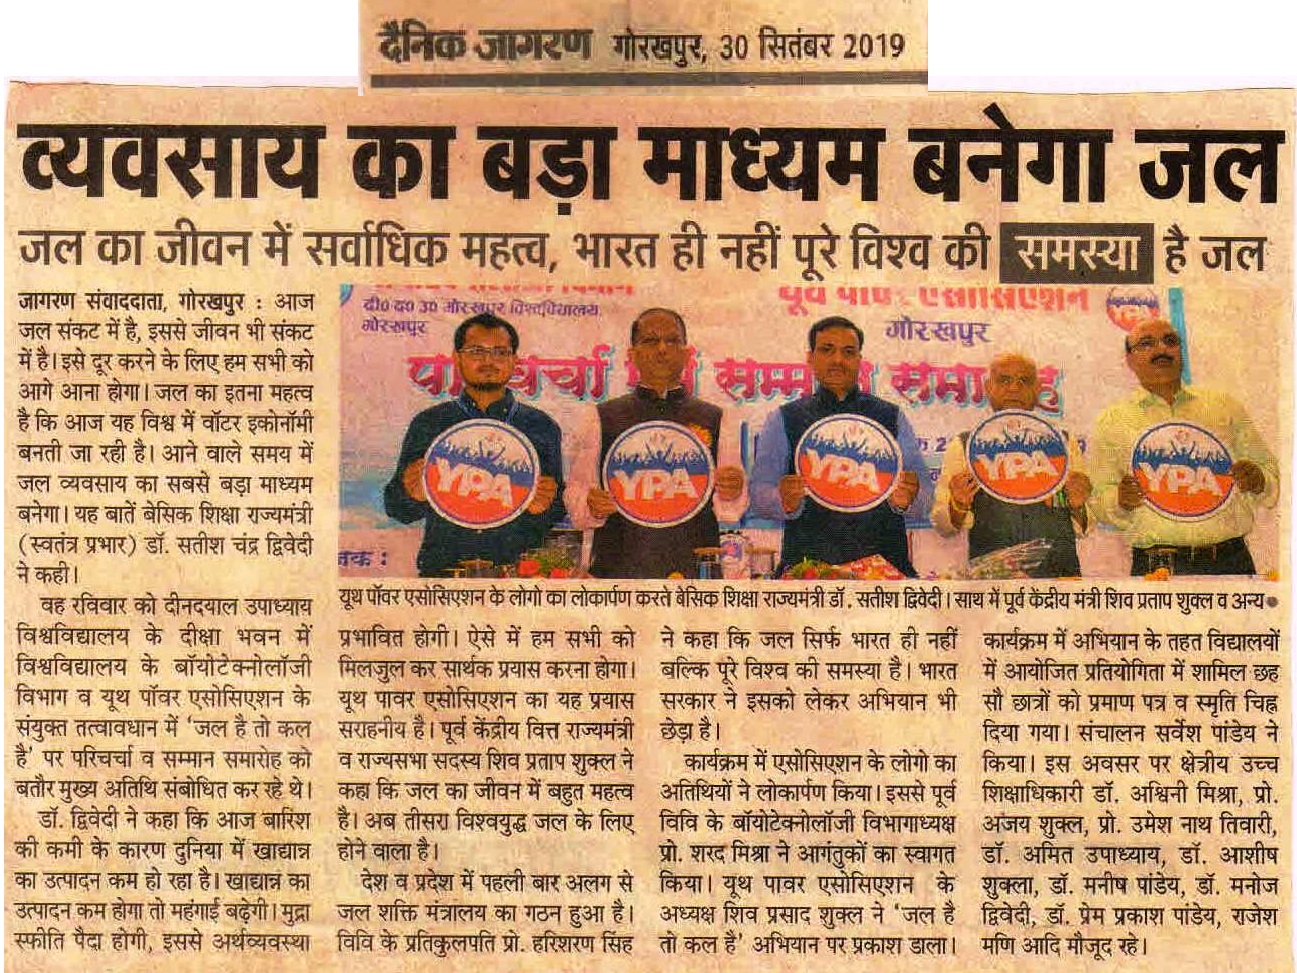 दैनिक जागरण गोरखपुर, 30 सितंबर 2019
व्यवसाय का बड़ा माध्यम बनेगा जल
जल का जीवन में सर्वाधिक महत्व, भारत ही नहीं पूरे विश्व की समस्या है जल
जागरण संवाददाता, गोरखपुर : आज
जल संकट में है, इससे जीवन भी संकट
में है। इसे दूर करने के लिए हम सभी को
आगे आना होगा। जल का इतना महत्व
है कि आज यह विश्व में वॉटर इकोनॉमी
बनती जा रही है। आने वाले समय में
जल व्यवसाय का सबसे बड़ा माध्यम
बनेगा। यह बातें बेसिक शिक्षा राज्यमंत्री
(स्वतंत्र प्रभार) डॉ. सतीश चंद्र द्विवेदी
ने कही।
वह रविवार को दीनदयाल उपाध्याय
विश्वविद्यालय के दीक्षा भवन में
विश्वविद्यालय के बॉयोटेक्नोलॉजी
विभाग व यूथ पॉवर एसोसिएशन के
संयुक्त तत्वावधान में ‘जल है तो कल
है’ पर परिचर्चा व सम्मान समारोह को
बतौर मुख्य अतिथि संबोधित कर रहे थे।
डॉ. द्विवेदी ने कहा कि आज बारिश
की कमी के कारण दुनिया में खाद्यान्न
का उत्पादन कम हो रहा है। खाद्यान्न का
उत्पादन कम होगा तो महंगाई बढ़ेगी। मुद्रा
स्फीति पैदा होगी, इससे अर्थव्यवस्था
दी0 द0 उ0 गोरखपुर विश्वविद्यालय,
गोरखपुर
यूथ पावर एसोसिएशन
गोरखपुर
YPA
YPA
YPA
YPA
YPA
YPA
यूथ पॉवर एसोसिएशन के लोगो का लोकार्पण करते बेसिक शिक्षा राज्यमंत्री डॉ. सतीश द्विवेदी। साथ में पूर्व केंद्रीय मंत्री शिव प्रताप शुक्ल व अन्य
प्रभावित होगी। ऐसे में हम सभी को
मिलजुल कर सार्थक प्रयास करना होगा।
यूथ पावर एसोसिएशन का यह प्रयास
सराहनीय है। पूर्व केंद्रीय वित्त राज्यमंत्री
व राज्यसभा सदस्य शिव प्रताप शुक्ल ने
कहा कि जल का जीवन में बहुत महत्व
है। अब तीसरा विश्वयुद्ध जल के लिए
होने वाला है।
देश व प्रदेश में पहली बार अलग से
जल शक्ति मंत्रालय का गठन हुआ है।
विवि के प्रतिकुलपति प्रो. हरिशरण सिंह
ने कहा कि जल सिर्फ भारत ही नहीं
बल्कि पूरे विश्व की समस्या है। भारत
सरकार ने इसको लेकर अभियान भी
छेड़ा है।
कार्यक्रम में एसोसिएशन के लोगो का
अतिथियों ने लोकार्पण किया। इससे पूर्व
विवि के बॉयोटेक्नोलॉजी विभागाध्यक्ष
प्रो. शरद मिश्रा ने आगंतुकों का स्वागत
किया। यूथ पावर एसोसिएशन के
अध्यक्ष शिव प्रसाद शुक्ल ने ‘जल है
तो कल है’ अभियान पर प्रकाश डाला।
कार्यक्रम में अभियान के तहत विद्यालयों
में आयोजित प्रतियोगिता में शामिल छह
सौ छात्रों को प्रमाण पत्र व स्मृति चिह्न
दिया गया। संचालन सर्वेश पांडेय ने
किया। इस अवसर पर क्षेत्रीय उच्च
शिक्षाधिकारी डॉ. अश्विनी मिश्रा, प्रो.
अजय शुक्ल, प्रो. उमेश नाथ तिवारी,
डॉ. अमित उपाध्याय, डॉ. आशीष
शुक्ला, डॉ. मनीष पांडेय, डॉ. मनोज
द्विवेदी, डॉ. प्रेम प्रकाश पांडेय, राजेश
मणि आदि मौजूद रहे।